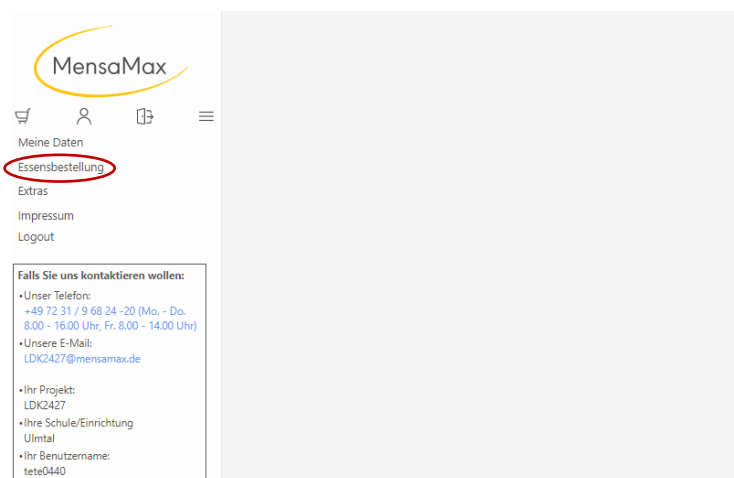 MensaMax
Meine Daten
Essensbestellung
Extras
Impressum
Logout
Falls Sie uns kontaktieren wollen:
•Unser Telefon:
+49 72 31 / 9 68 24 -20 (Mo. - Do.
8.00 - 16.00 Uhr, Fr. 8.00 - 14.00 Uhr)
•Unsere E-Mail:
LDK2427@mensamax.de
•Ihr Projekt:
LDK2427
•Ihre Schule/Einrichtung
Ulmtal
•Ihr Benutzername:
tete0440